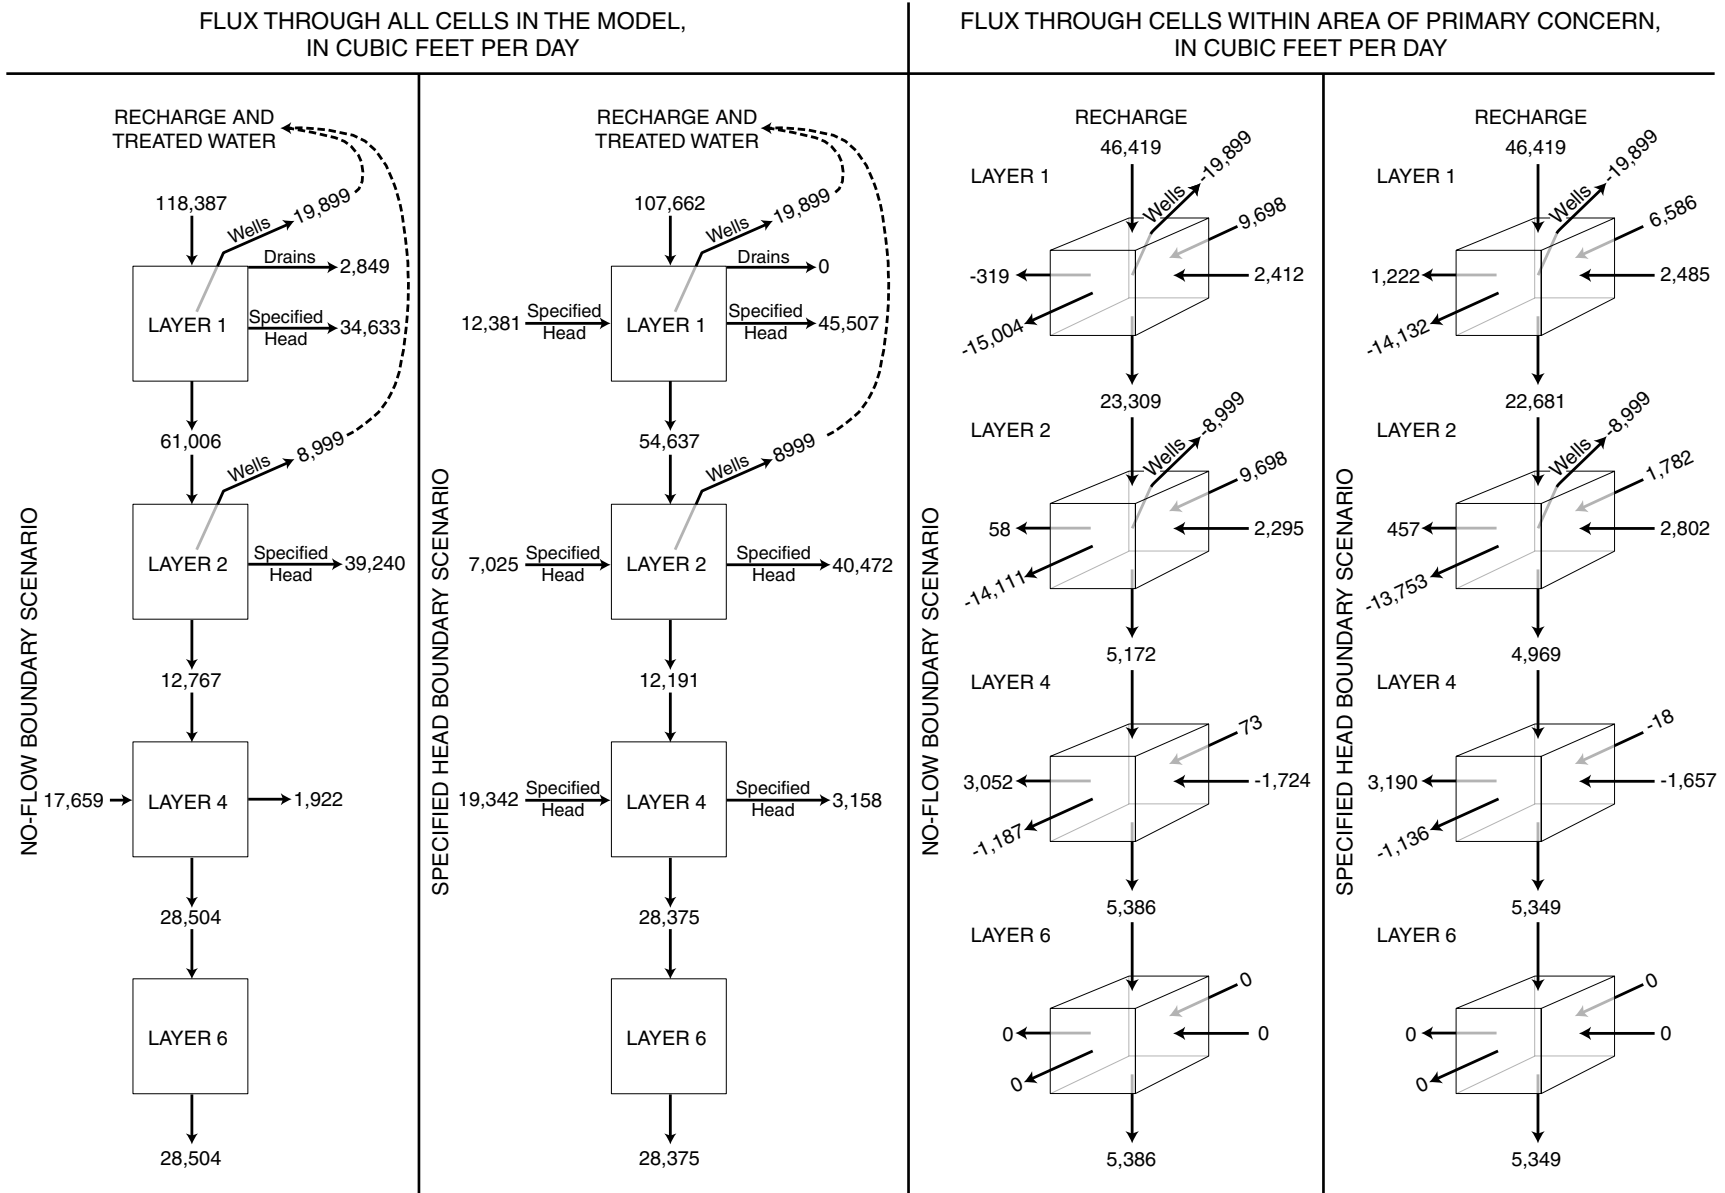 FLUX THROUGH ALL CELLS IN THE MODEL,
IN CUBIC FEET PER DAY
NO-FLOW BOUNDARY SCENARIO
RECHARGE AND
TREATED WATER
118,387
Wells
19,899
Drains
2,849
LAYER 1
Specified
Head
34,633
61,006
Wells
8,999
LAYER 2
Specified
Head
39,240
12,767
17,659
LAYER 4
1,922
28,504
LAYER 6
28,504
SPECIFIED HEAD BOUNDARY SCENARIO
RECHARGE AND
TREATED WATER
107,662
Wells
19,899
Drains
0
12,381
Specified
Head
LAYER 1
Specified
Head
45,507
54,637
Wells
8999
7,025
Specified
Head
LAYER 2
Specified
Head
40,472
12,191
19,342
Specified
Head
LAYER 4
Specified
Head
3,158
28,375
LAYER 6
28,375
FLUX THROUGH CELLS WITHIN AREA OF PRIMARY CONCERN,
IN CUBIC FEET PER DAY
NO-FLOW BOUNDARY SCENARIO
RECHARGE
46,419
LAYER 1
Wells
-19,899
9,698
-319
2,412
-15,004
23,309
LAYER 2
Wells
-8,999
9,698
58
2,295
-14,111
5,172
LAYER 4
73
3,052
-1,724
-1,187
5,386
LAYER 6
0
0
0
0
5,386
SPECIFIED HEAD BOUNDARY SCENARIO
RECHARGE
46,419
LAYER 1
Wells
-19,899
6,586
1,222
2,485
-14,132
22,681
LAYER 2
Wells
-8,999
1,782
457
2,802
-13,753
4,969
LAYER 4
-18
3,190
-1,657
-1,136
5,349
LAYER 6
0
0
0
0
5,349